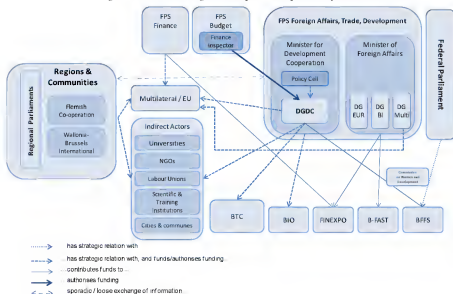 FPS
Finance
FPS
Budget
Finance
Inspector
FPS Foreign Affairs, Trade, Development
Minister for
Development
Cooperation
Policy Cell
DGDC
Minister of
Foreign Affairs
DG
EUR
DG
BI
DG
Multi
Federal Parliament
Regions &
Communities
Regional Parliaments
Flemish
Co-operation
Wallonia-
Brussels
International
Multilateral / EU
Indirect Actors
Universities
NGOs
Labour Unions
Scientific &
Training
Institutions
Cities & communes
BTC
BIO
FINEXPO
B-FAST
BFFS
has strategic relation with
has strategic relation with, and funds/authorises funding
contributes funds to
authorises funding
sporadic / loose exchange of information